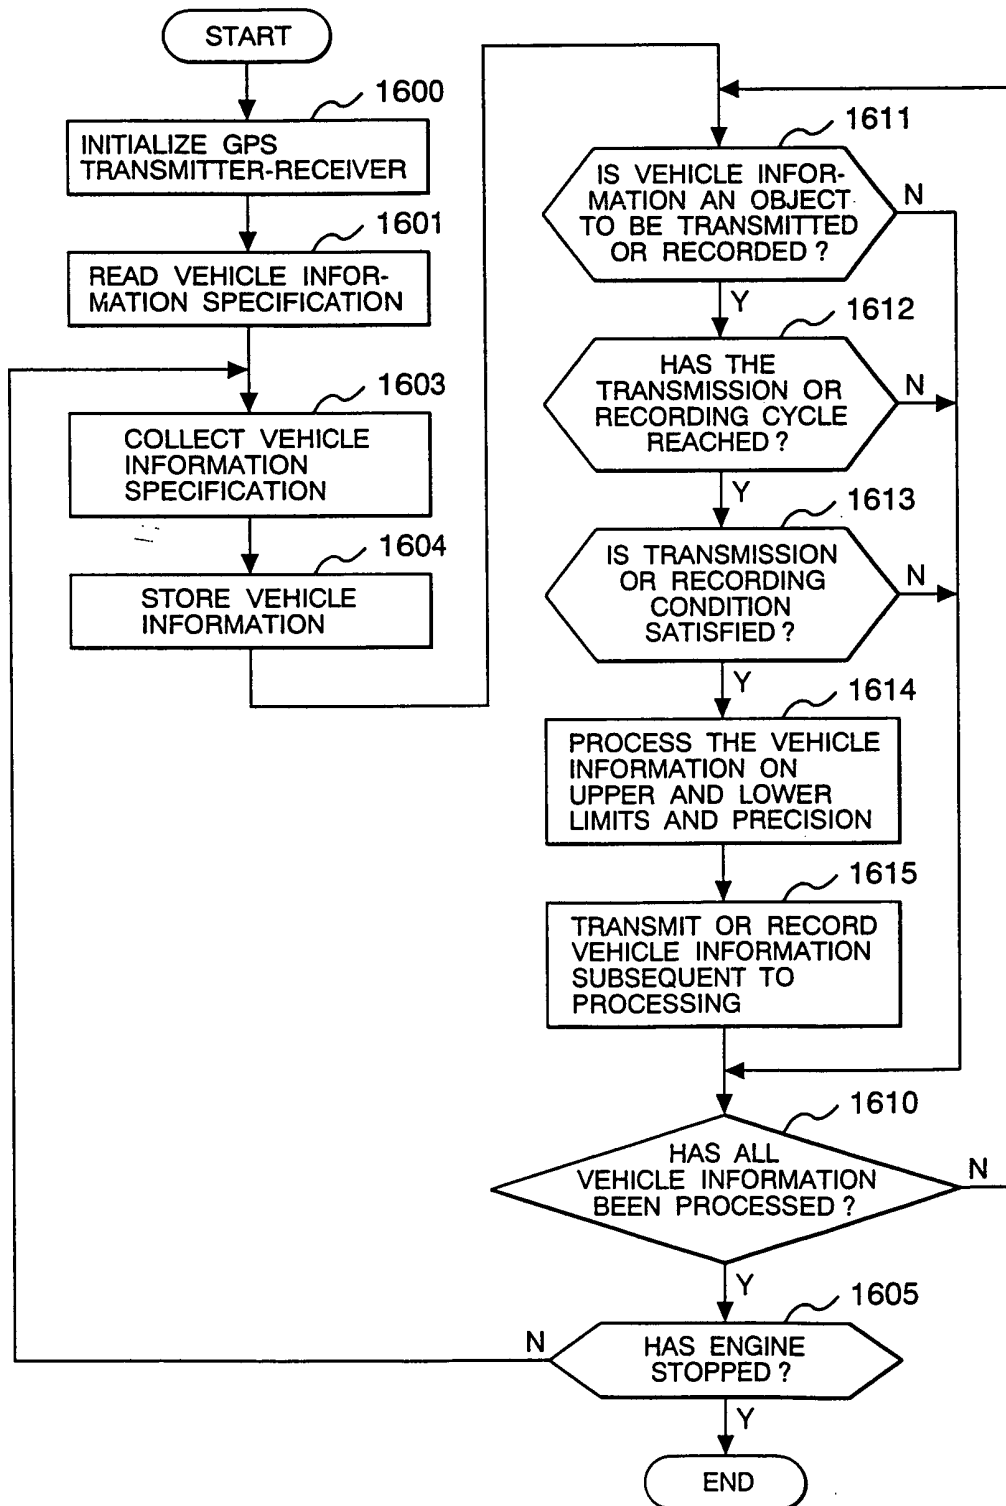 START
1600
INITIALIZE GPS
TRANSMITTER-RECEIVER
1601
READ VEHICLE INFOR-
MATION SPECIFICATION
1603
COLLECT VEHICLE
INFORMATION
SPECIFICATION
1604
STORE VEHICLE
INFORMATION
1611
IS VEHICLE INFOR-
MATION AN OBJECT
TO BE TRANSMITTED
OR RECORDED ?
N
Y
1612
HAS THE
TRANSMISSION OR
RECORDING CYCLE
REACHED ?
N
Y
1613
IS TRANSMISSION
OR RECORDING
CONDITION
SATISFIED ?
N
Y
1614
PROCESS THE VEHICLE
INFORMATION ON
UPPER AND LOWER
LIMITS AND PRECISION
1615
TRANSMIT OR RECORD
VEHICLE INFORMATION
SUBSEQUENT TO
PROCESSING
1610
HAS ALL
VEHICLE INFORMATION
BEEN PROCESSED ?
N
Y
1605
HAS ENGINE
STOPPED ?
N
Y
END